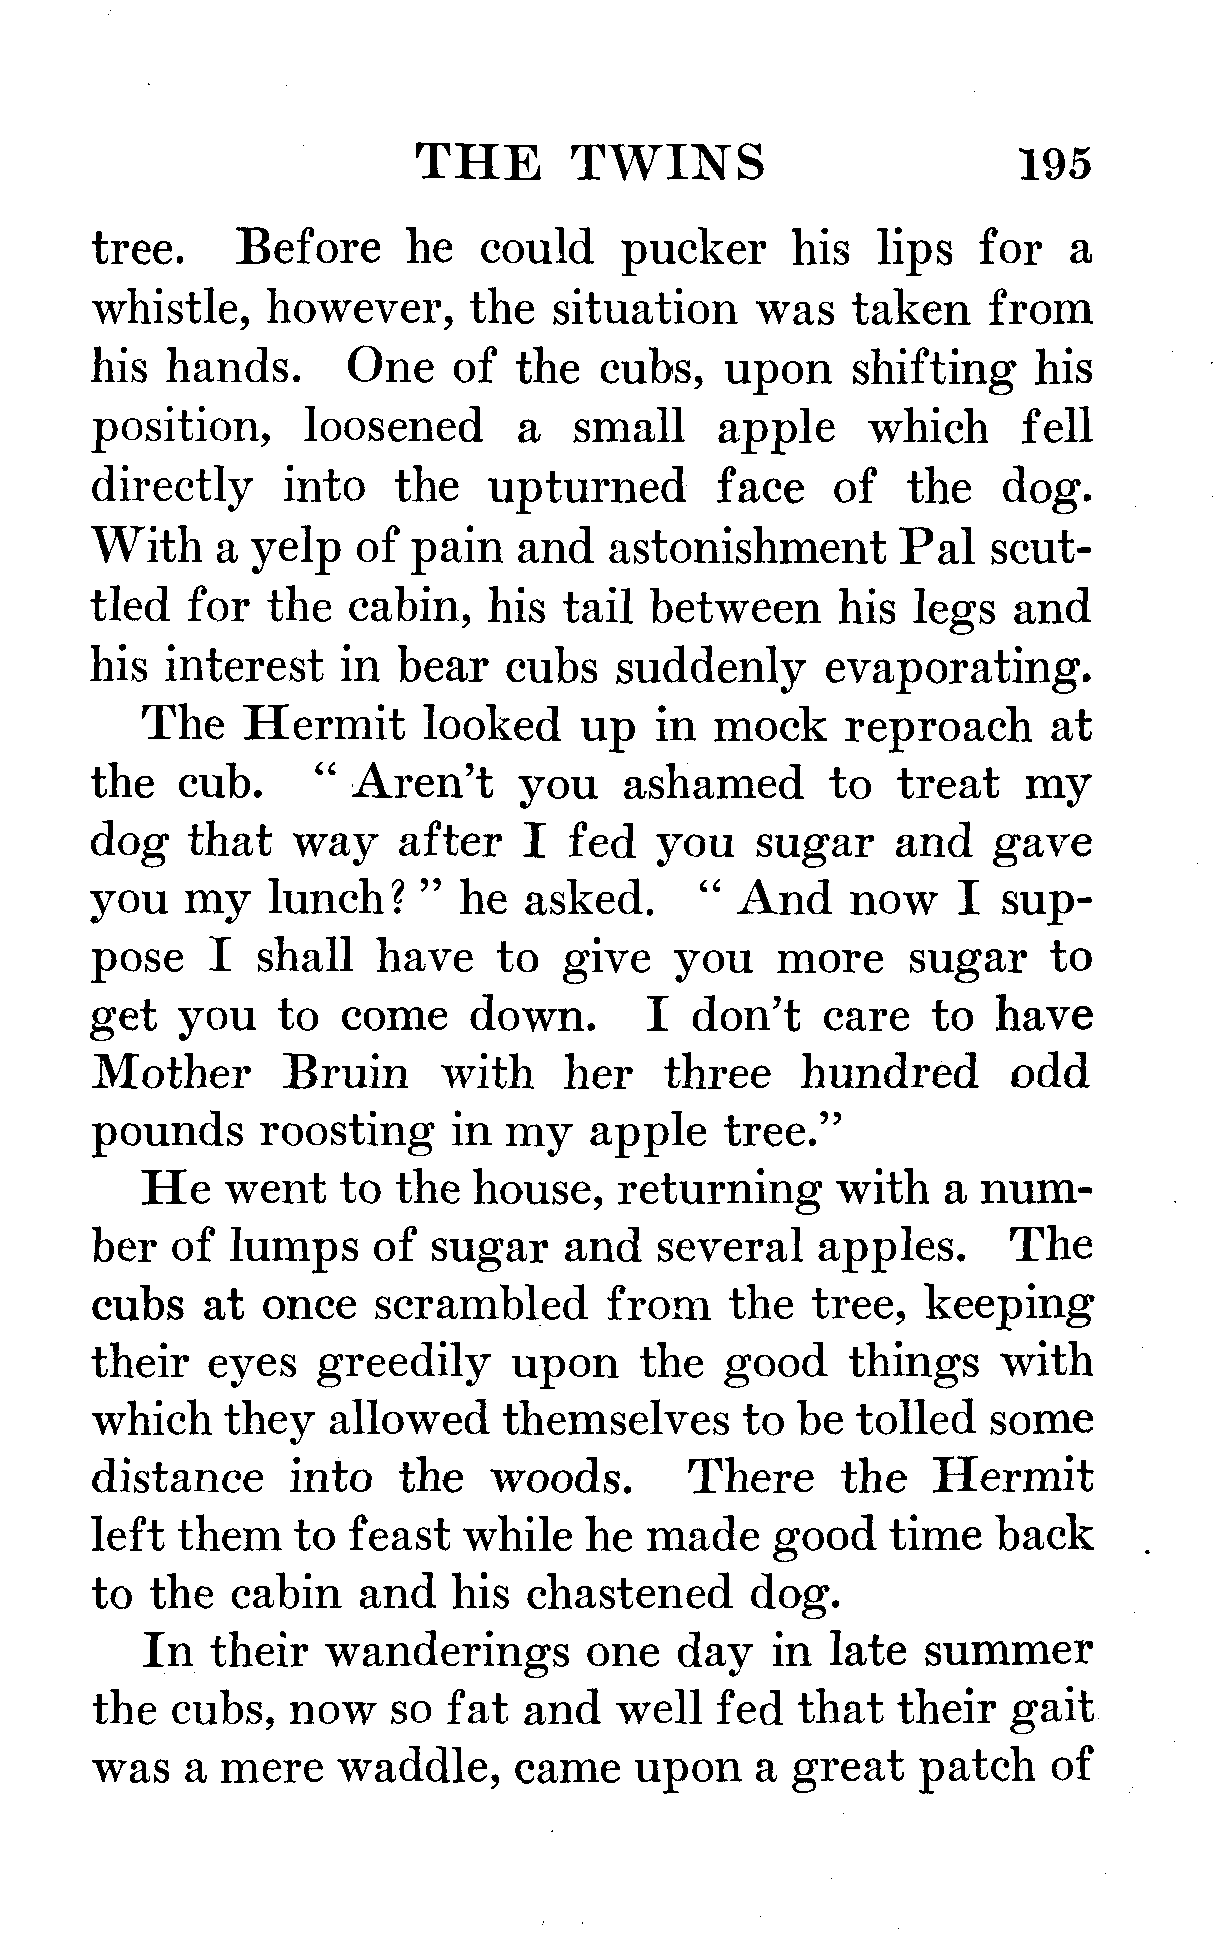 THE TWINS 195
tree. Before he could pucker his lips for a
whistle, however, the situation was taken from
his hands. One of the cubs, upon shifting his
position, loosened a small apple which fell
directly into the upturned face of the dog.
With a yelp of pain and astonishment Pal scut-
tled for the cabin, his tail between his legs and
his interest in bear cubs suddenly evaporating.
The Hermit looked up in mock reproach at
the cub. “ Aren’t you ashamed to treat my
dog that way after I fed you sugar and gave
you my lunch? ” he asked. “ And now I sup-
pose I shall have to give you more sugar to
get you to come down. I don’t care to have
Mother Bruin with her three hundred odd
pounds roosting in my apple tree.”
He went to the house, returning with a num-
ber of lumps of sugar and several apples. The
cubs at once scrambled from the tree, keeping
their eyes greedily upon the good things with
which they allowed themselves to be tolled some
distance into the woods. There the Hermit
left them to feast while he made good time back
to the cabin and his chastened dog.
In their wanderings one day in late summer
the cubs, now so fat and well fed that their gait
was a mere waddle, came upon a great patch of